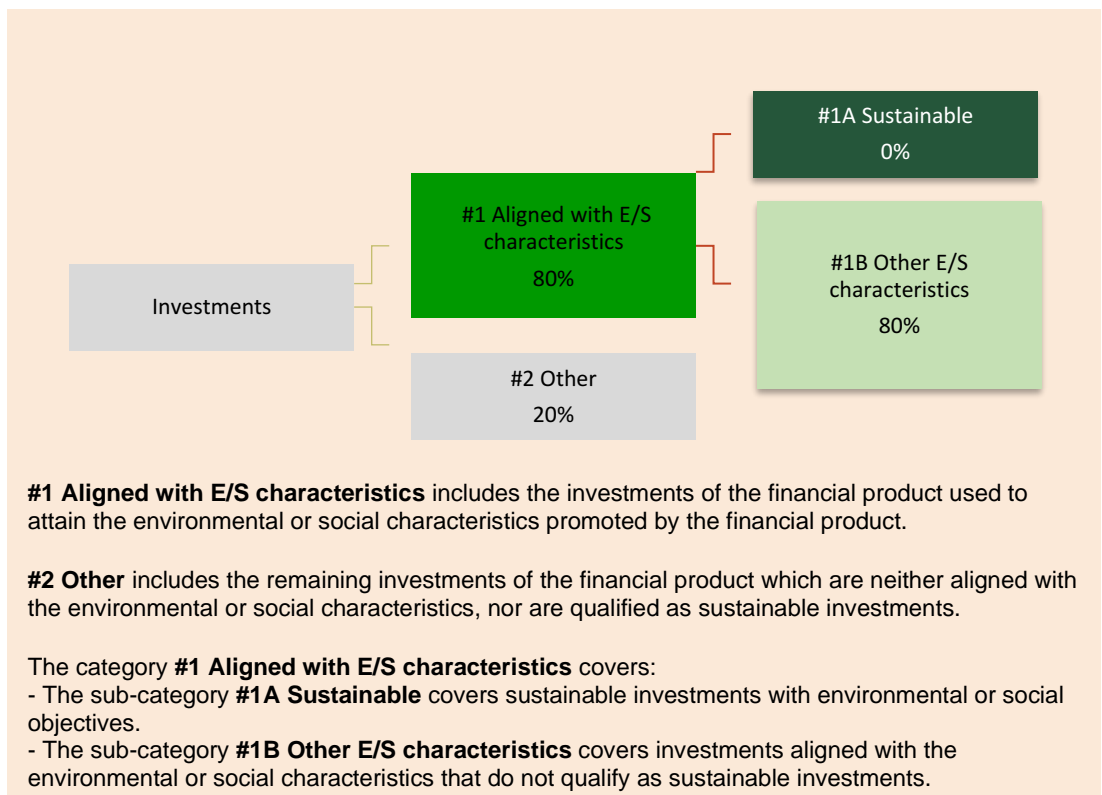 #1A Sustainable
0%
#1 Aligned with E/S
characteristics
80%
#1B Other E/S
characteristics
80%
Investments
#2 Other
20%
#1 Aligned with E/S characteristics includes the investments of the financial product used to
attain the environmental or social characteristics promoted by the financial product.
#2 Other includes the remaining investments of the financial product which are neither aligned with
the environmental or social characteristics, nor are qualified as sustainable investments.
The category #1 Aligned with E/S characteristics covers:
- The sub-category #1A Sustainable covers sustainable investments with environmental or social
objectives.
- The sub-category #1B Other E/S characteristics covers investments aligned with the
environmental or social characteristics that do not qualify as sustainable investments.